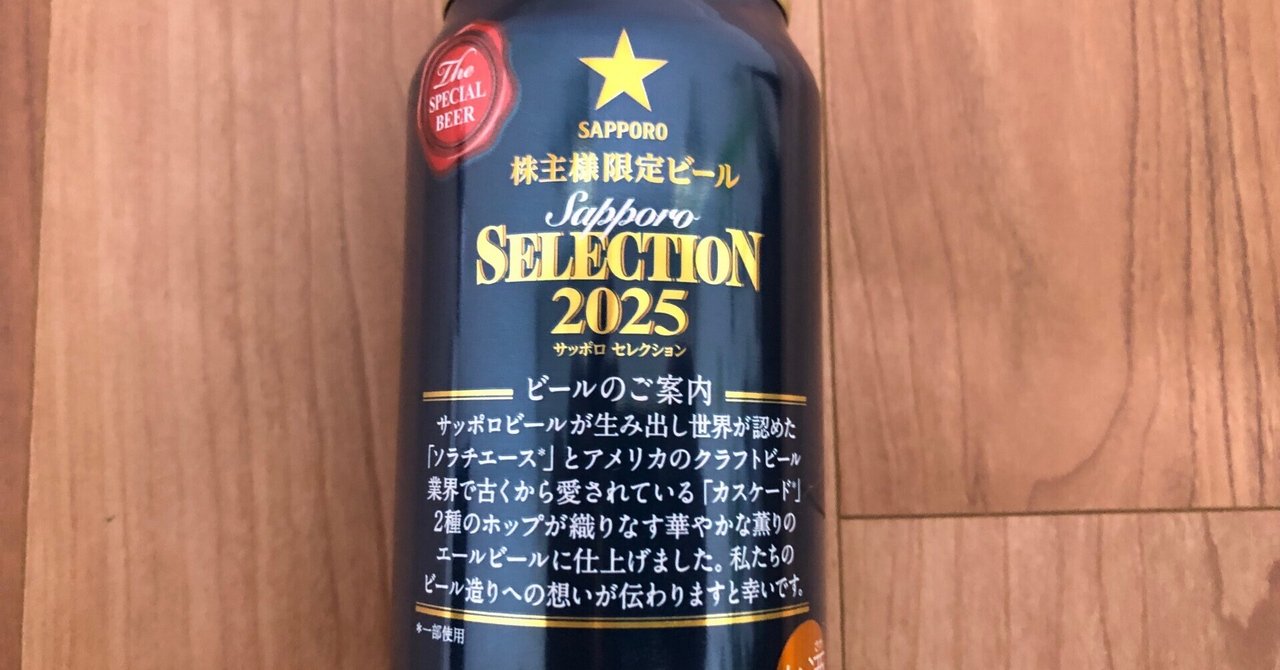 The
SPECIAL
BEER
SAPPORO
株主様限定ビール
Sapporo
SELECTION
2025
サッポロ セレクション
ビールのご案内
サッポロビールが生み出し世界が認めた
「ソラチエース*」とアメリカのクラフトビール
業界で古くから愛されている「カスケード*」
2種のホップが織りなす華やかな薫りの
エールビールに仕上げました。私たちの
ビール造りへの想いが伝わりますと幸いです。
*一部使用